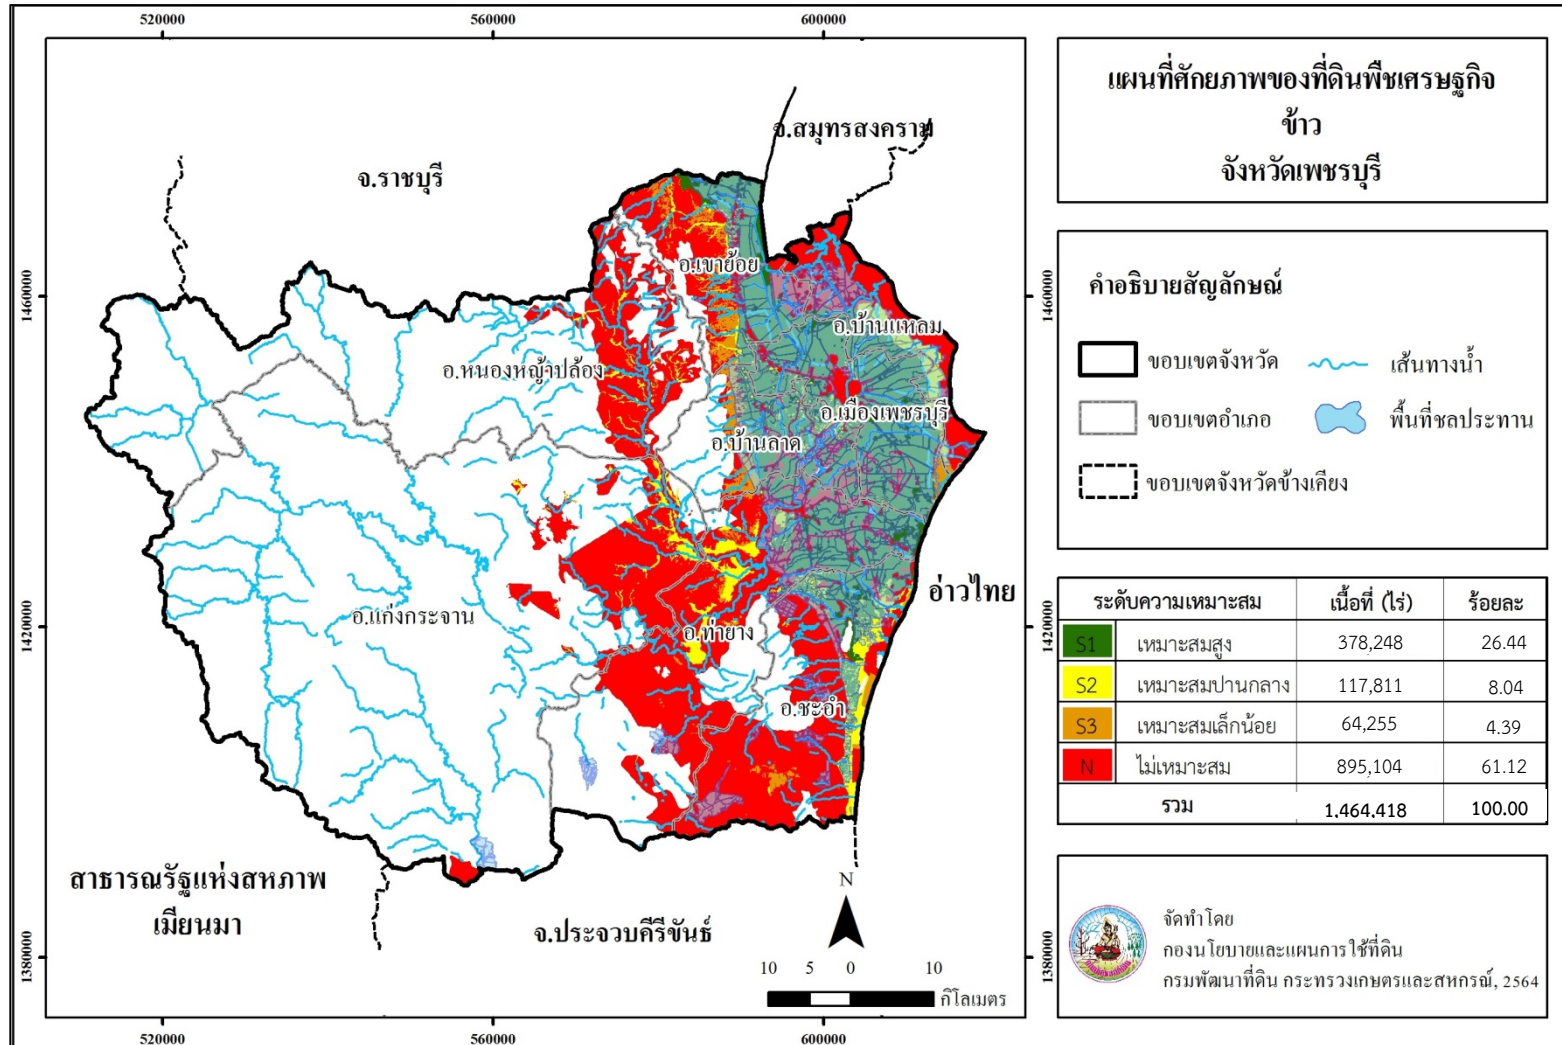 520000
560000
600000
จ.สมุทรสงคราม
จ.ราชบุรี
1460000
1420000
1380000
1460000
1420000
1380000
อ.เขาย้อย
อ.บ้านแหลม
อ.หนองหญ้าปล้อง
อ.เมืองเพชรบุรี
อ.บ้านลาด
อ.แก่งกระจาน
อ่าวไทย
อ.ท่ายาง
อ.ชะอำ
สาธารณรัฐแห่งสหภาพ
เมียนมา
จ.ประจวบคีรีขันธ์
N
10 5 0 10
กิโลเมตร
520000
560000
600000
แผนที่ศักยภาพของที่ดินพืชเศรษฐกิจ
ข้าว
จังหวัดเพชรบุรี
คำอธิบายสัญลักษณ์
ขอบเขตจังหวัด
เส้นทางน้ำ
ขอบเขตอำเภอ
พื้นที่ชลประทาน
ขอบเขตจังหวัดข้างเคียง
ระดับความเหมาะสม เนื้อที่ (ไร่) ร้อยละ
S1 เหมาะสมสูง 378,248 26.44
S2 เหมาะสมปานกลาง 117,811 8.04
S3 เหมาะสมเล็กน้อย 64,255 4.39
N ไม่เหมาะสม 895,104 61.12
รวม 1,464,418 100.00
จัดทำโดย
กองนโยบายและแผนการใช้ที่ดิน
กรมพัฒนาที่ดิน กระทรวงเกษตรและสหกรณ์, 2564